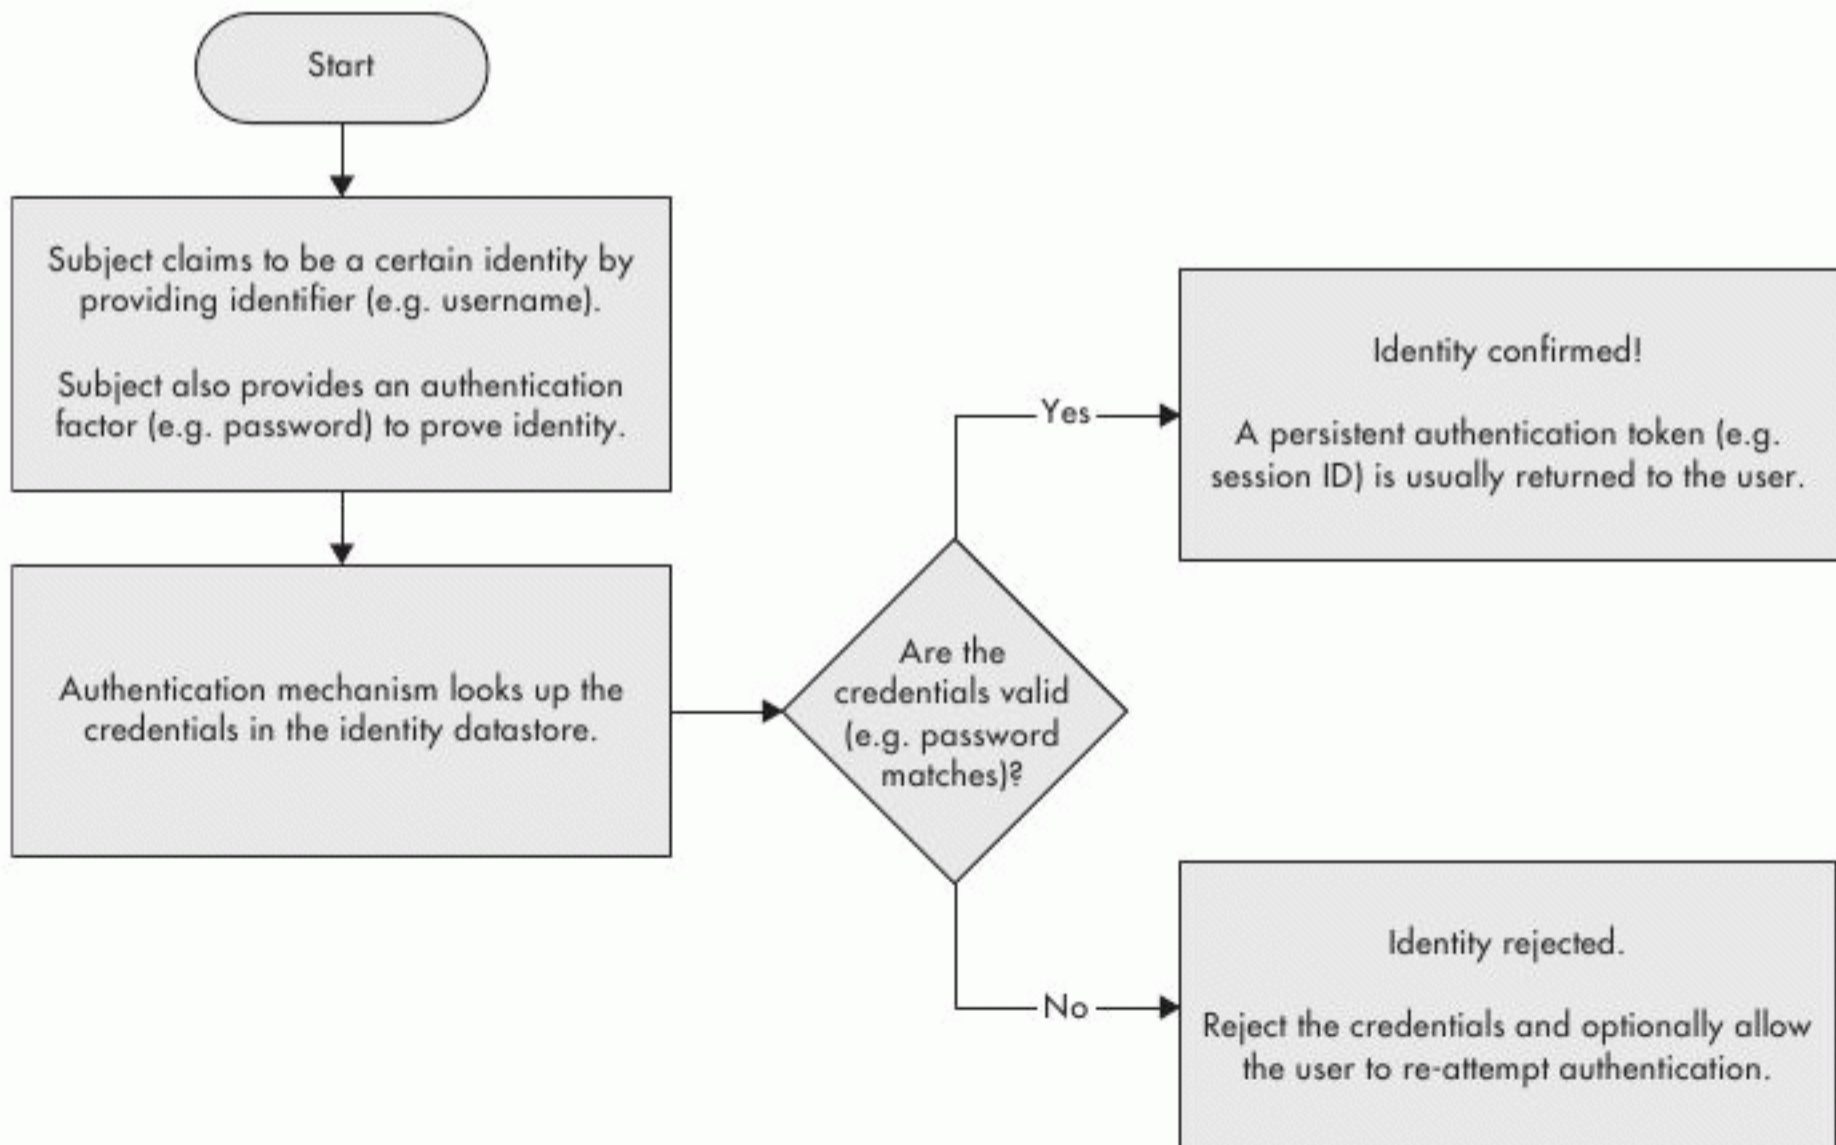 Start
Subject claims to be a certain identity by
providing identifier (e.g. username).
Subject also provides an authentication
factor (e.g. password) to prove identity.
Authentication mechanism looks up the
credentials in the identity datastore.
Are the
credentials valid
(e.g. password
matches)?
Yes
Identity confirmed!
A persistent authentication token (e.g.
session ID) is usually returned to the user.
No
Identity rejected.
Reject the credentials and optionally allow
the user to re-attempt authentication.